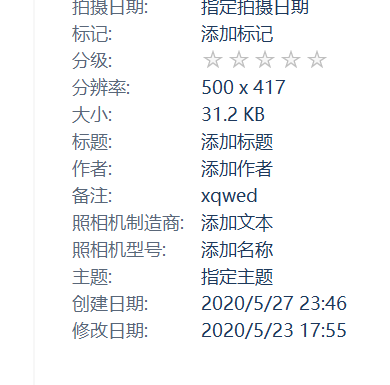 拍摄日期: 指定拍摄日期
标记: 添加标记
分级: ☆☆☆☆☆
分辨率: 500 x 417
大小: 31.2 KB
标题: 添加标题
作者: 添加作者
备注: xqwed
照相机制造商: 添加文本
照相机型号: 添加名称
主题: 指定主题
创建日期: 2020/5/27 23:46
修改日期: 2020/5/23 17:55